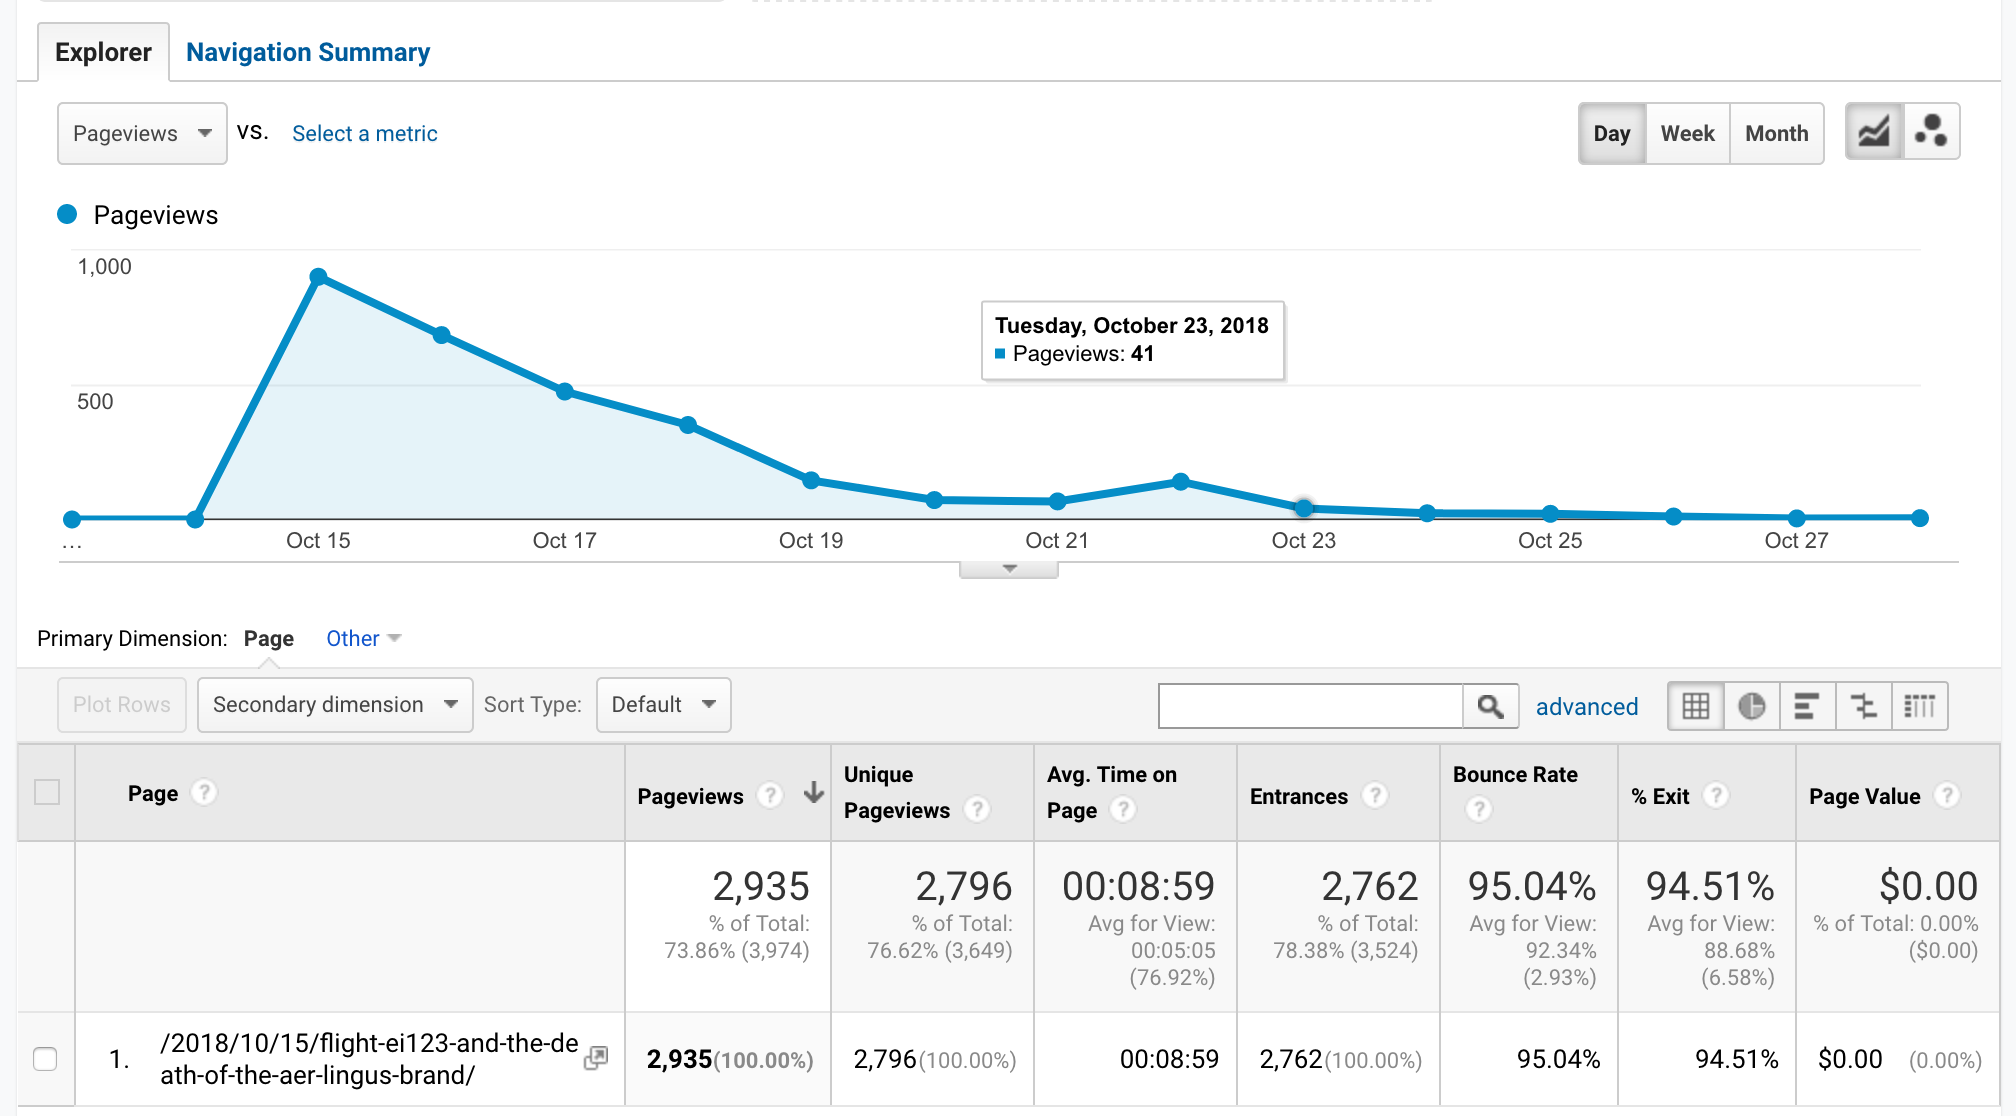 Explorer Navigation Summary
Pageviews vs. Select a metric Day Week Month
Pageviews
1,000
500
Tuesday, October 23, 2018
Pageviews: 41
... Oct 15 Oct 17 Oct 19 Oct 21 Oct 23 Oct 25 Oct 27
Primary Dimension: Page Other
Plot Rows Secondary dimension Sort Type: Default advanced
Page ? Pageviews ? Unique Pageviews ? Avg. Time on Page ? Entrances ? Bounce Rate ? % Exit ? Page Value ?
2,935 2,796 00:08:59 2,762 95.04% 94.51% $0.00
% of Total: % of Total: Avg for View: % of Total: Avg for View: Avg for View: % of Total: 0.00%
73.86% (3,974) 76.62% (3,649) 00:05:05 78.38% (3,524) 92.34% 88.68% ($0.00)
(76.92%) (2.93%) (6.58%)
1. /2018/10/15/flight-ei123-and-the-de
ath-of-the-aer-lingus-brand/
2,935(100.00%) 2,796(100.00%) 00:08:59 2,762(100.00%) 95.04% 94.51% $0.00 (0.00%)